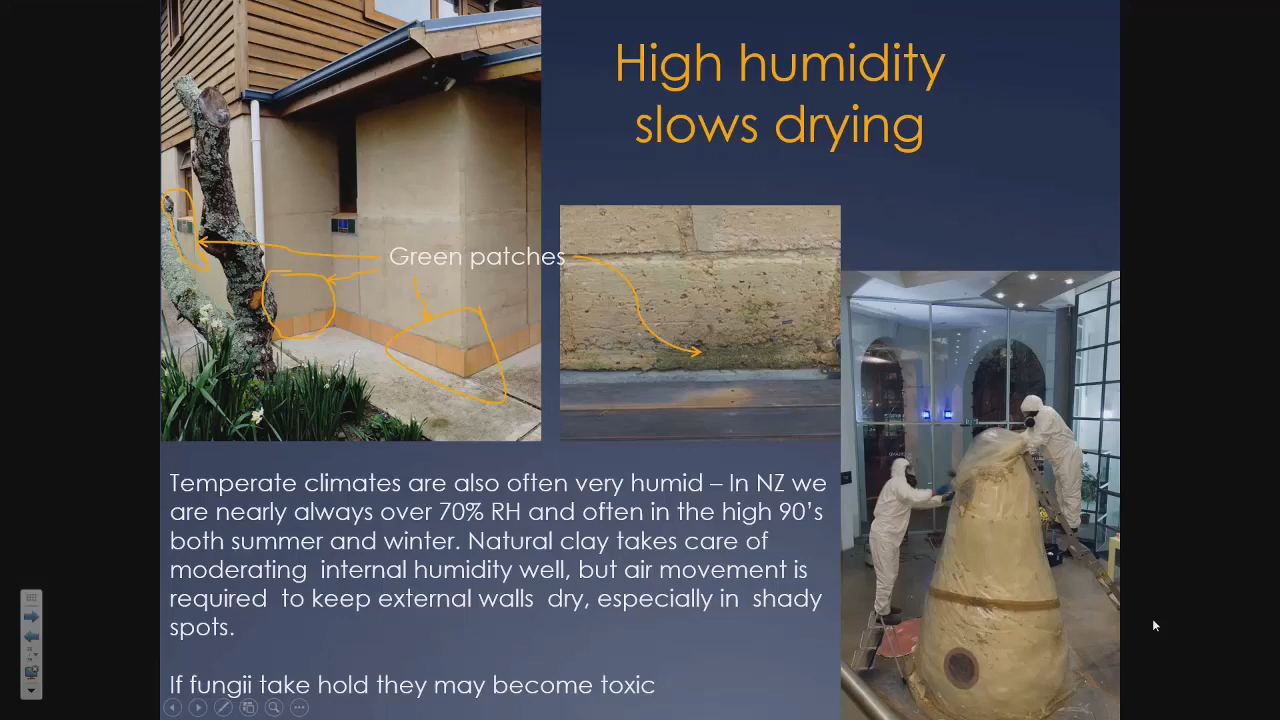 High humidity
slows drying
Green patches
Temperate climates are also often very humid – In NZ we
are nearly always over 70% RH and often in the high 90’s
both summer and winter. Natural clay takes care of
moderating internal humidity well, but air movement is
required to keep external walls dry, especially in shady
spots.
If fungii take hold they may become toxic